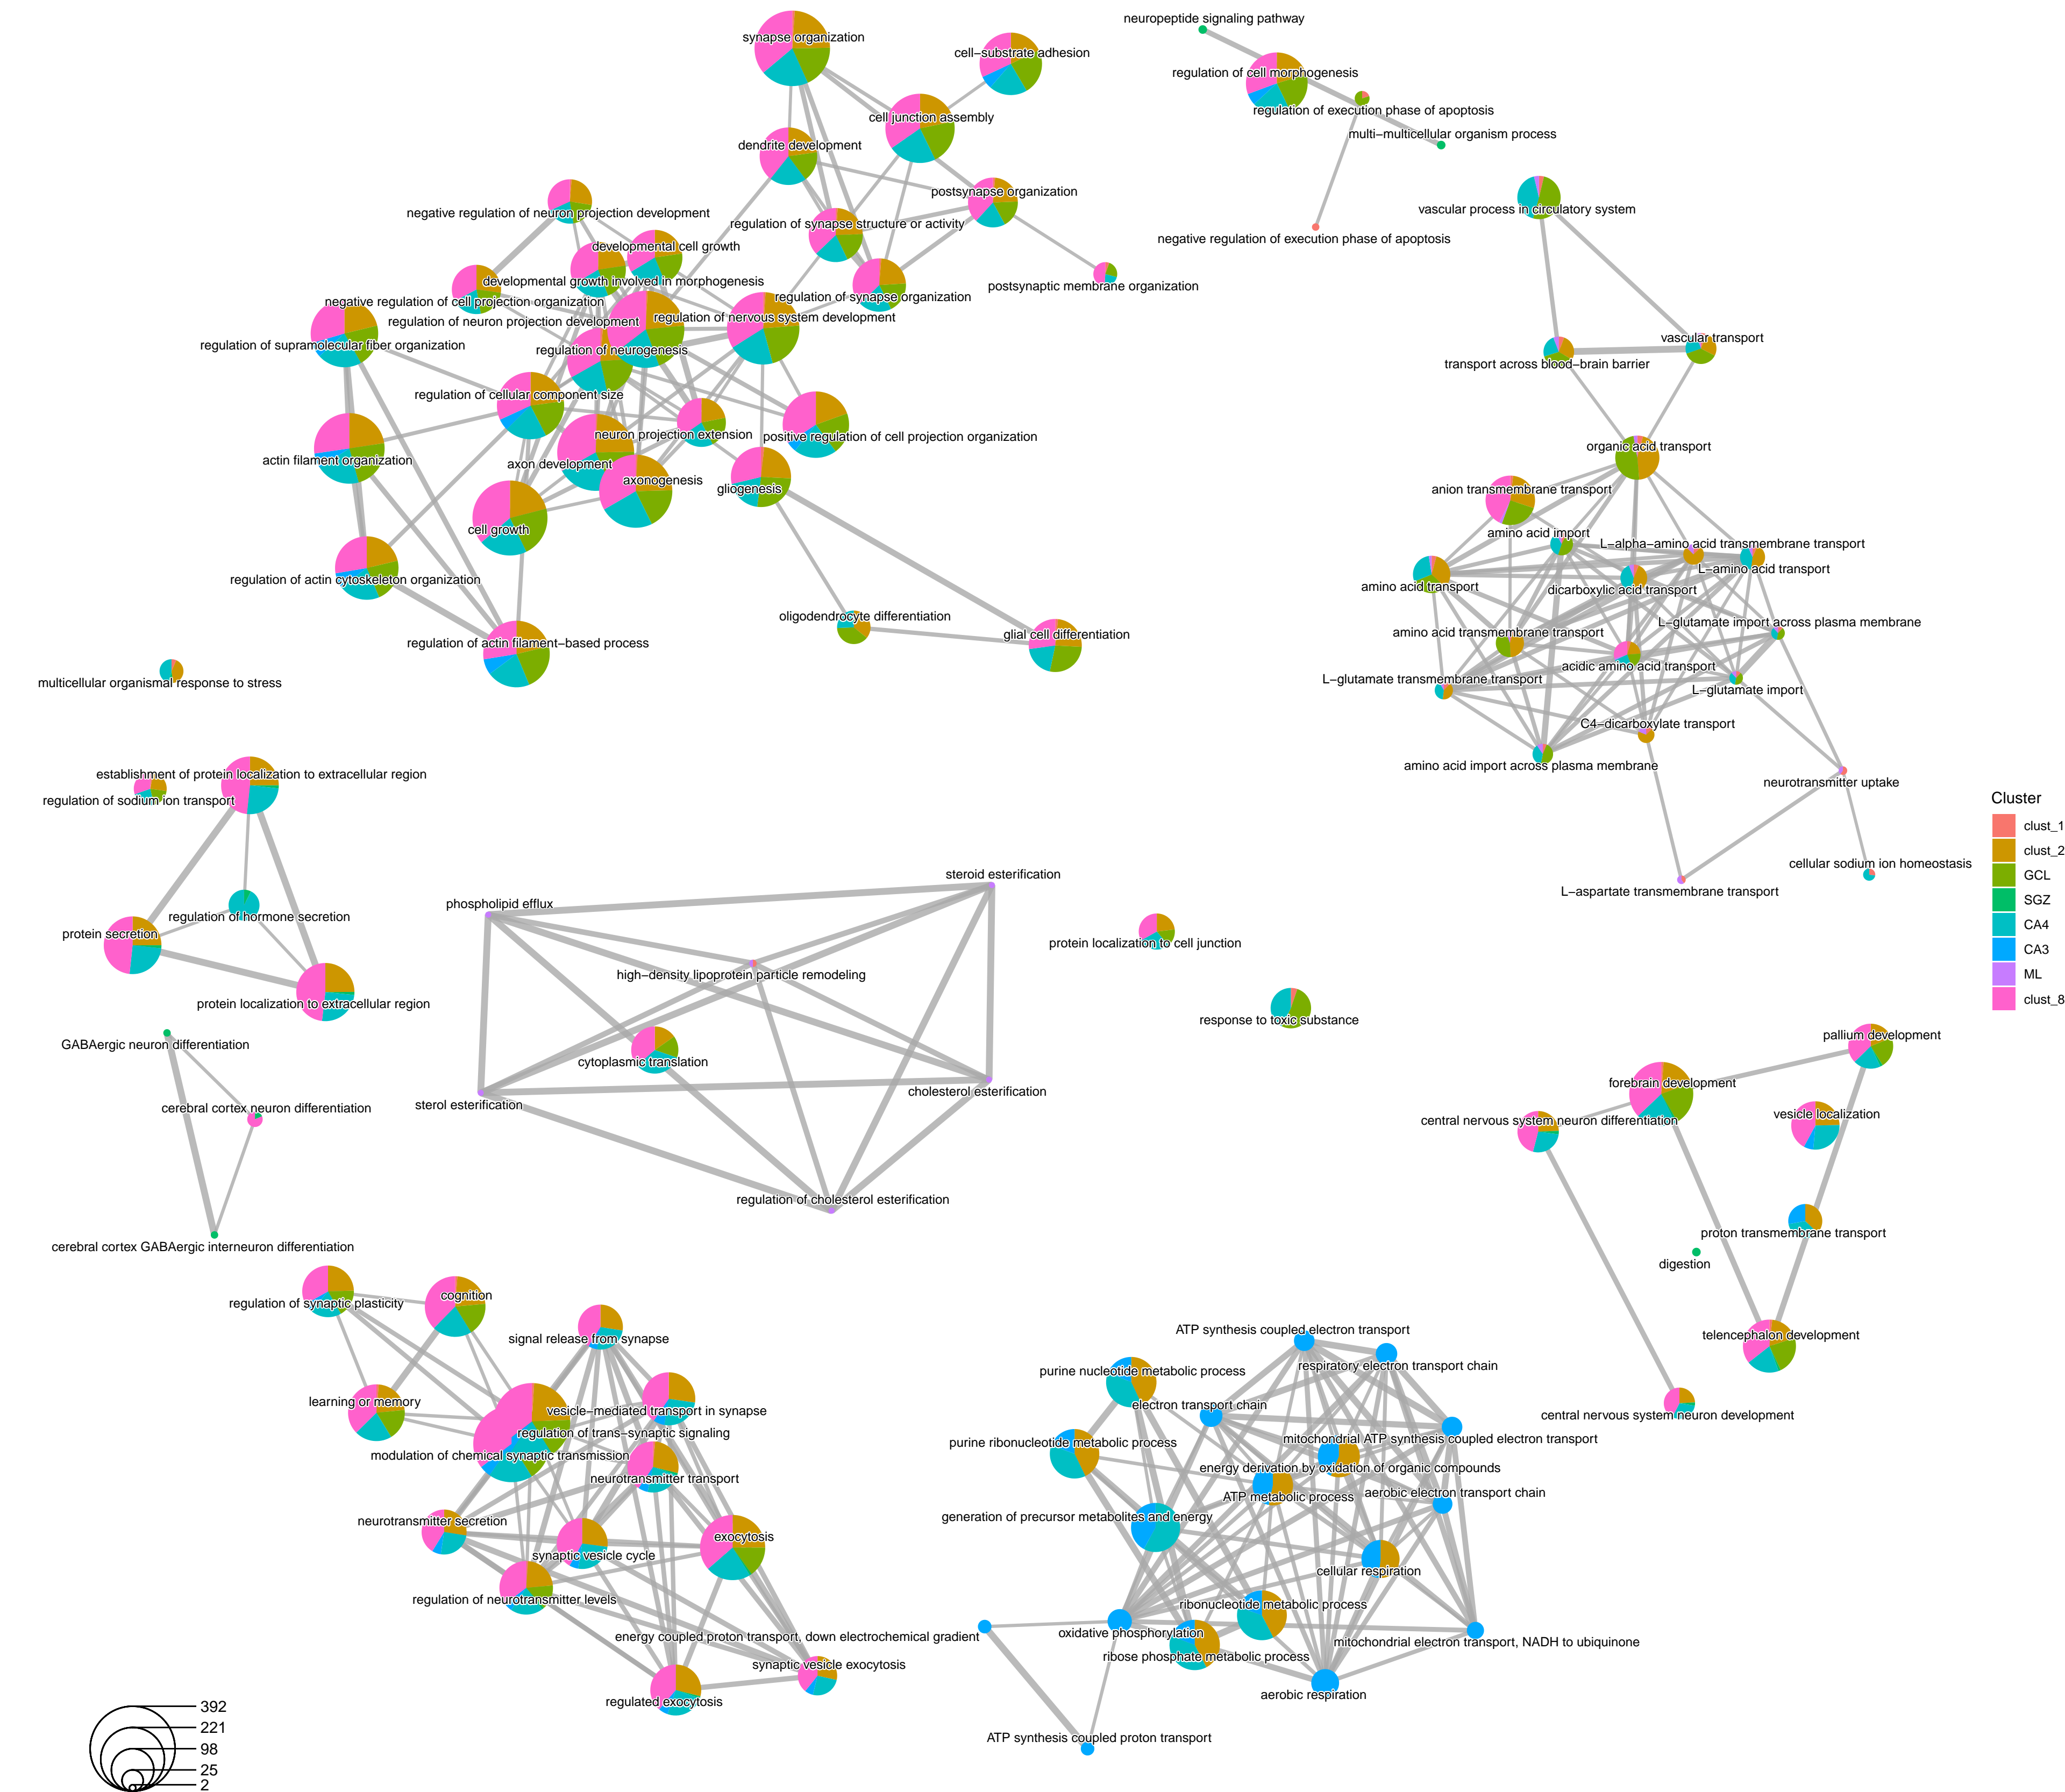 neuropeptide signaling pathway
synapse organization
cell−substrate adhesion
regulation of cell morphogenesis
regulation of execution phase of apoptosis
cell junction assembly
multi−multicellular organism process
dendrite development
postsynapse organization
negative regulation of neuron projection development
vascular process in circulatory system
regulation of synapse structure or activity
negative regulation of execution phase of apoptosis
developmental cell growth
developmental growth involved in morphogenesis
postsynaptic membrane organization
regulation of synapse organization
negative regulation of cell projection organization
regulation of neuron projection development
regulation of nervous system development
vascular transport
regulation of supramolecular fiber organization
regulation of neurogenesis
transport across blood−brain barrier
regulation of cellular component size
neuron projection extension
positive regulation of cell projection organization
organic acid transport
actin filament organization
axon development
axonogenesis
gliogenesis
anion transmembrane transport
cell growth
amino acid import
L−alpha−amino acid transmembrane transport
L−amino acid transport
regulation of actin cytoskeleton organization
amino acid transport
dicarboxylic acid transport
oligodendrocyte differentiation
L−glutamate import across plasma membrane
glial cell differentiation
amino acid transmembrane transport
regulation of actin filament−based process
acidic amino acid transport
multicellular organismal response to stress
L−glutamate transmembrane transport
L−glutamate import
C4−dicarboxylate transport
amino acid import across plasma membrane
establishment of protein localization to extracellular region
neurotransmitter uptake
regulation of sodium ion transport
Cluster
clust_1
clust_2
GCL
SGZ
CA4
CA3
ML
clust_8
cellular sodium ion homeostasis
steroid esterification
L−aspartate transmembrane transport
phospholipid efflux
regulation of hormone secretion
protein secretion
protein localization to cell junction
high−density lipoprotein particle remodeling
protein localization to extracellular region
response to toxic substance
pallium development
GABAergic neuron differentiation
cytoplasmic translation
forebrain development
cholesterol esterification
sterol esterification
cerebral cortex neuron differentiation
vesicle localization
central nervous system neuron differentiation
regulation of cholesterol esterification
proton transmembrane transport
cerebral cortex GABAergic interneuron differentiation
digestion
cognition
regulation of synaptic plasticity
signal release from synapse
ATP synthesis coupled electron transport
telencephalon development
respiratory electron transport chain
purine nucleotide metabolic process
learning or memory
electron transport chain
vesicle−mediated transport in synapse
central nervous system neuron development
regulation of trans−synaptic signaling
mitochondrial ATP synthesis coupled electron transport
purine ribonucleotide metabolic process
modulation of chemical synaptic transmission
energy derivation by oxidation of organic compounds
neurotransmitter transport
aerobic electron transport chain
ATP metabolic process
generation of precursor metabolites and energy
neurotransmitter secretion
exocytosis
synaptic vesicle cycle
cellular respiration
regulation of neurotransmitter levels
ribonucleotide metabolic process
oxidative phosphorylation
energy coupled proton transport, down electrochemical gradient
mitochondrial electron transport, NADH to ubiquinone
ribose phosphate metabolic process
synaptic vesicle exocytosis
aerobic respiration
regulated exocytosis
392
221
98
25
2
ATP synthesis coupled proton transport